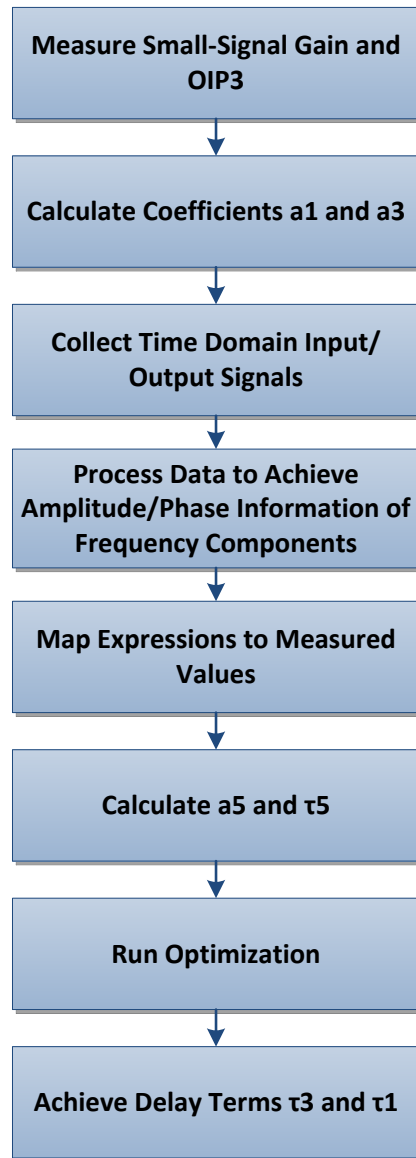 Measure Small-Signal Gain and
OIP3
Calculate Coefficients a1 and a3
Collect Time Domain Input/
Output Signals
Process Data to Achieve
Amplitude/Phase Information of
Frequency Components
Map Expressions to Measured
Values
Calculate a5 and τ5
Run Optimization
Achieve Delay Terms τ3 and τ1